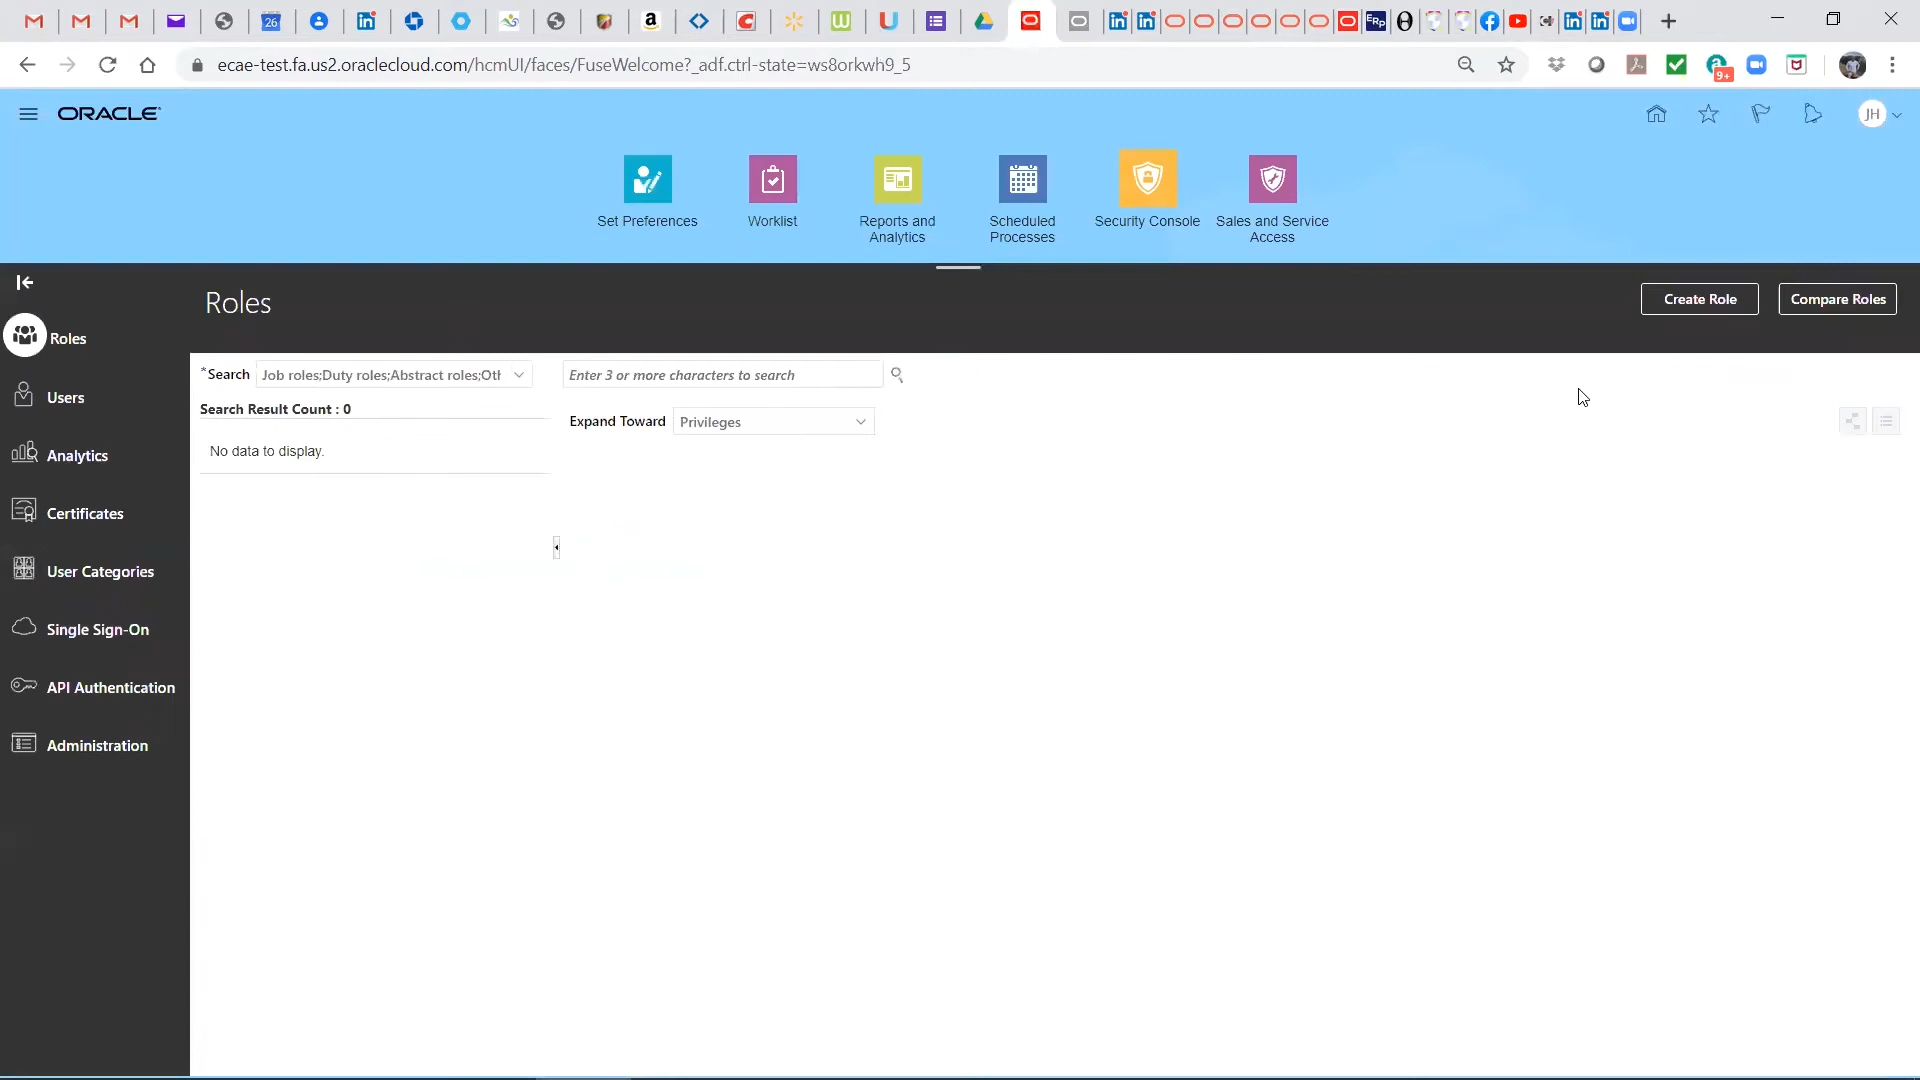 26
9+
ecae-test.fa.us2.oraclecloud.com/hcmUI/faces/FuseWelcome?_adf.ctrl-state=ws8orkwh9_5
ORACLE
JH
Set Preferences
Worklist
Reports and
Analytics
Scheduled
Processes
Security Console
Sales and Service
Access
Roles
Create Role
Compare Roles
Roles
Users
Analytics
Certificates
User Categories
Single Sign-On
API Authentication
Administration
*Search
Job roles;Duty roles;Abstract roles;Otl
Enter 3 or more characters to search
Search Result Count : 0
No data to display.
Expand Toward
Privileges